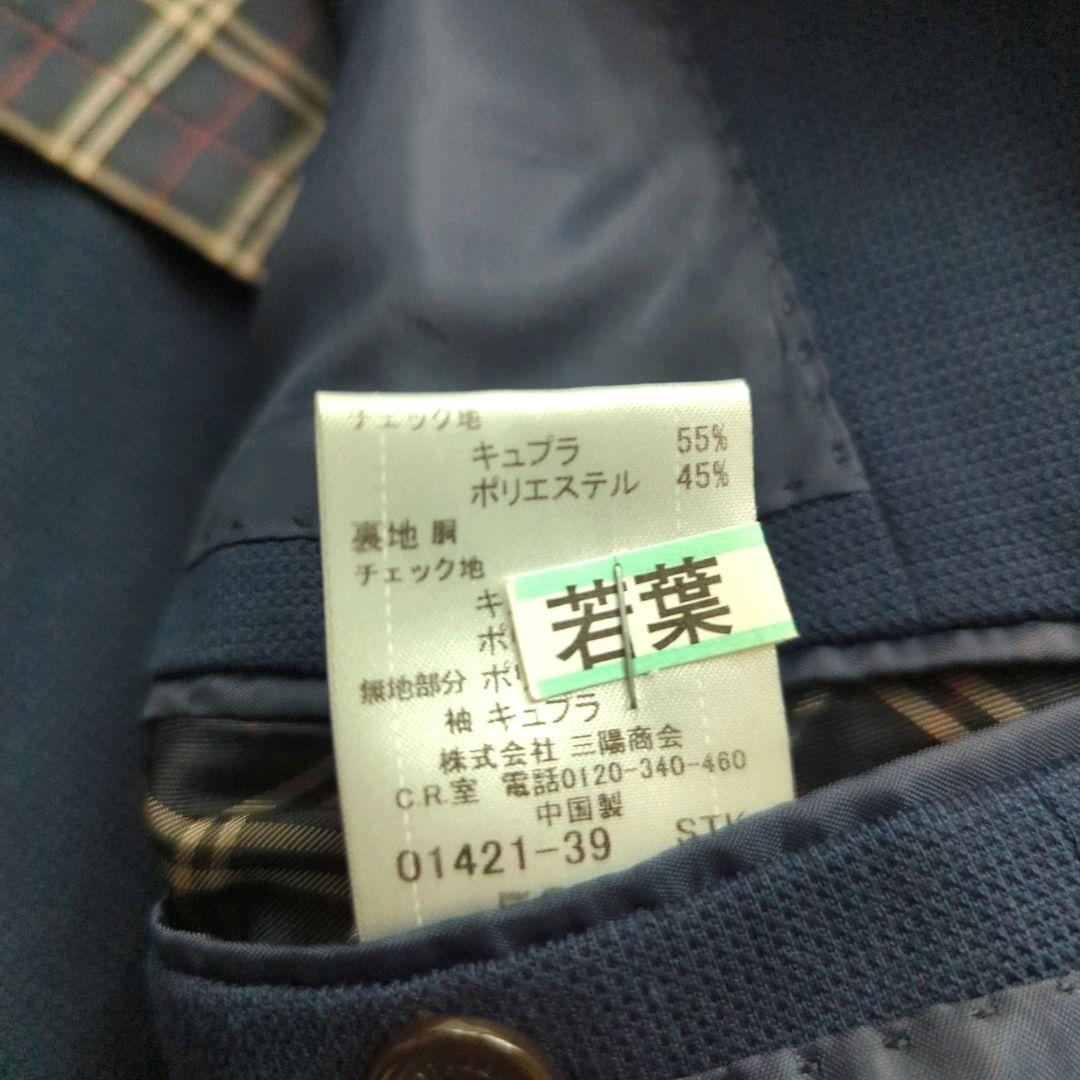 チェック地
キュプラ 55%
ポリエステル 45%
裏地 胴
チェック地
キ
ポ
若葉
無地部分 ポリ
袖 キュプラ
株式会社 三陽商会
C.R.室 電話0120-340-460
中国製
01421-39 STK